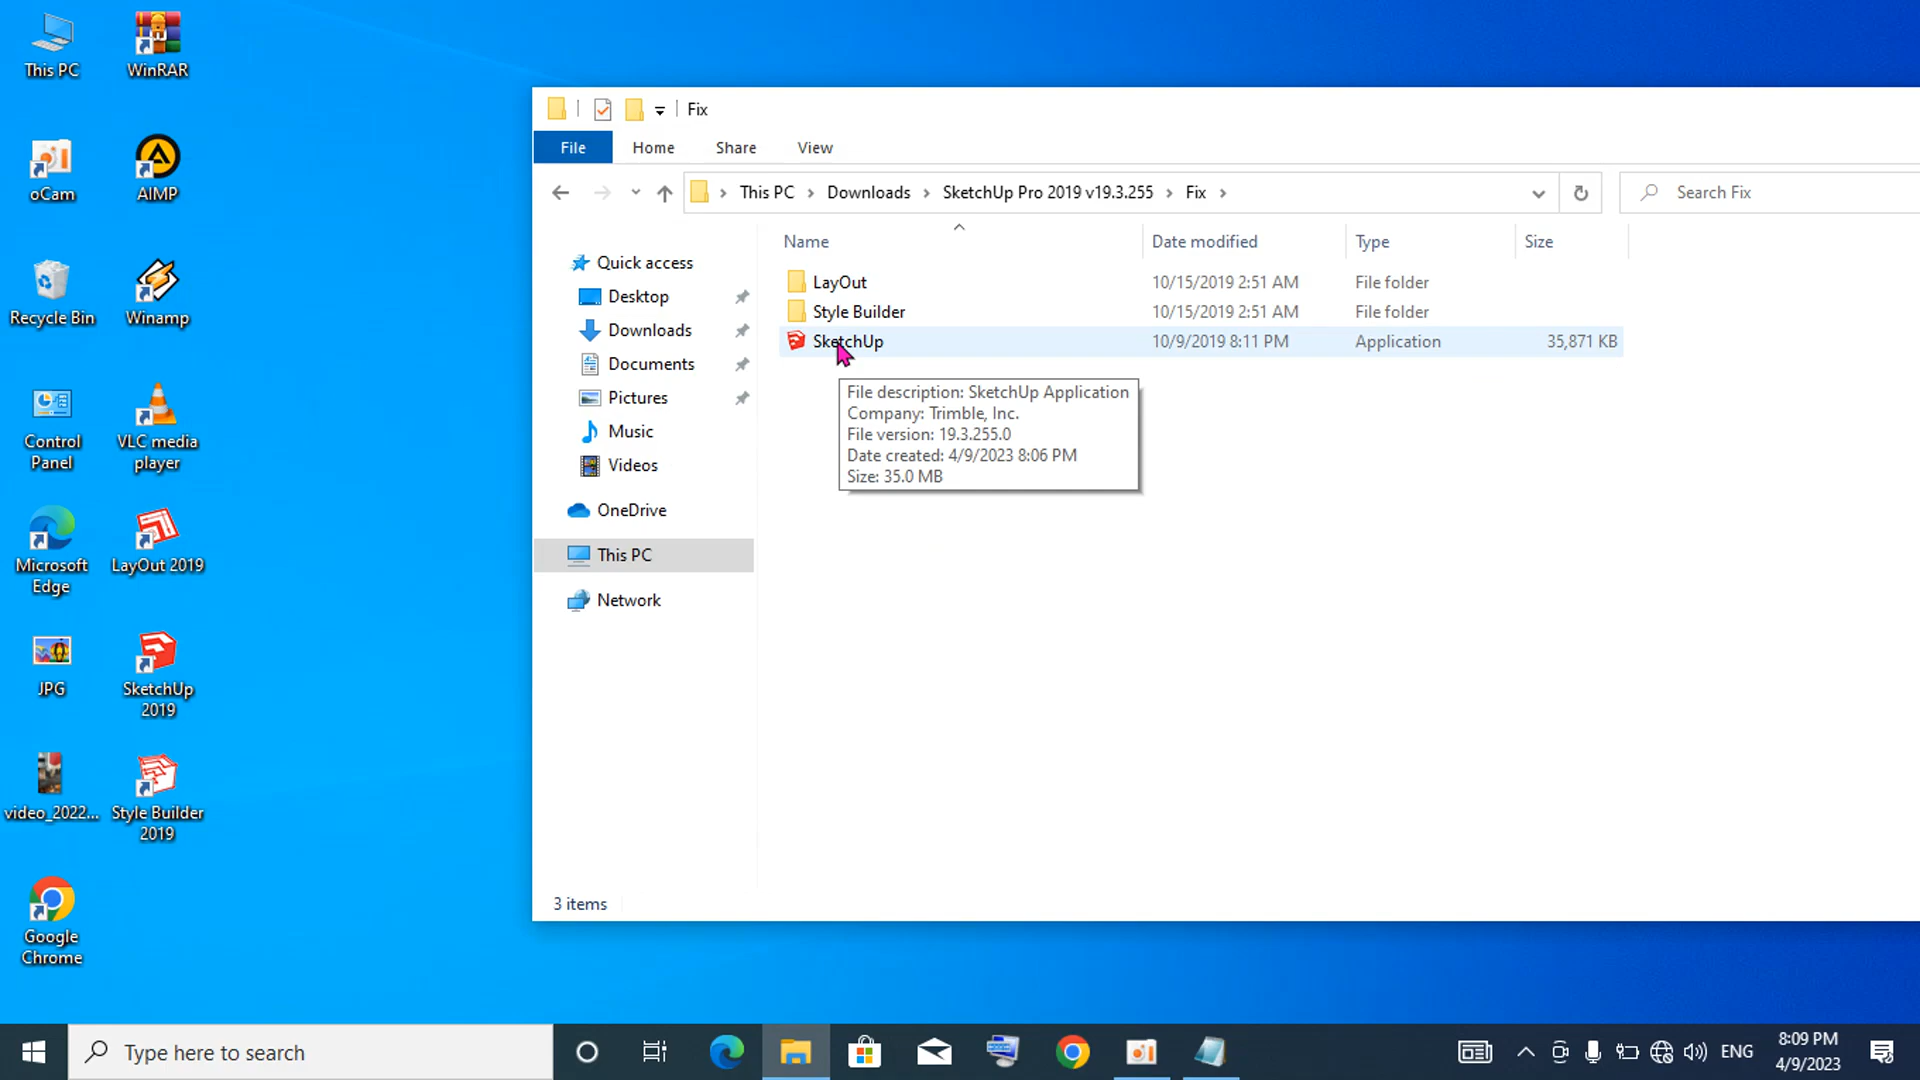 This PC
WinRAR
oCam
AIMP
Recycle Bin
Winamp
Control
Panel
VLC media
player
Microsoft
Edge
LayOut 2019
JPG
SketchUp
2019
video_2022...
Style Builder
2019
Google
Chrome
Fix
File
Home
Share
View
This PC
Downloads
SketchUp Pro 2019 v19.3.255
Fix
Search Fix
Name
Date modified
Type
Size
Quick access
Desktop
Downloads
Documents
Pictures
Music
Videos
OneDrive
This PC
Network
LayOut 10/15/2019 2:51 AM File folder
Style Builder 10/15/2019 2:51 AM File folder
SketchUp 10/9/2019 8:11 PM Application 35,871 KB
File description: SketchUp Application
Company: Trimble, Inc.
File version: 19.3.255.0
Date created: 4/9/2023 8:06 PM
Size: 35.0 MB
3 items
Type here to search
ENG
8:09 PM
4/9/2023